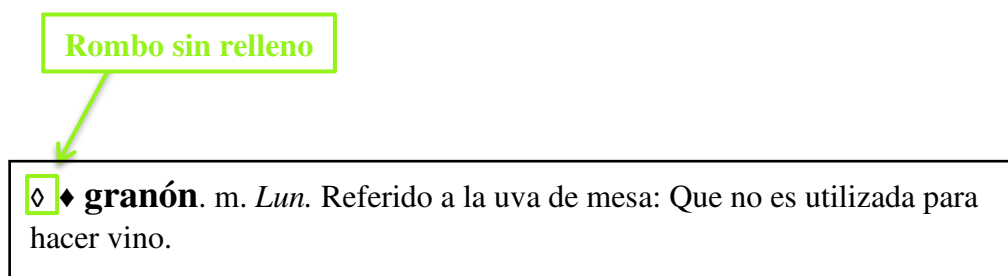 Rombo sin relleno
◊ ♦ granón. m. Lun. Referido a la uva de mesa: Que no es utilizada para
hacer vino.